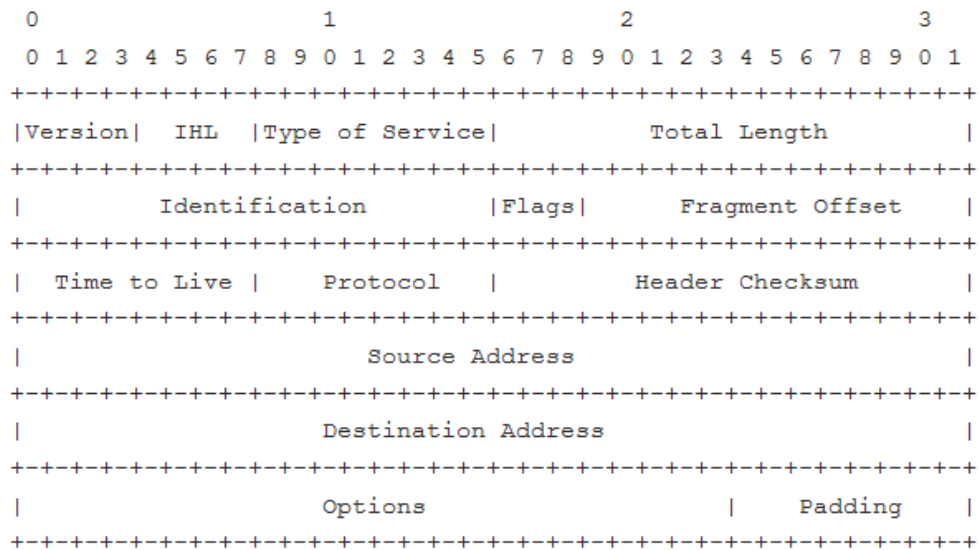 0                   1                   2                   3
 0 1 2 3 4 5 6 7 8 9 0 1 2 3 4 5 6 7 8 9 0 1 2 3 4 5 6 7 8 9 0 1
+-+-+-+-+-+-+-+-+-+-+-+-+-+-+-+-+-+-+-+-+-+-+-+-+-+-+-+-+-+-+-+-+
|Version|  IHL  |Type of Service|          Total Length         |
+-+-+-+-+-+-+-+-+-+-+-+-+-+-+-+-+-+-+-+-+-+-+-+-+-+-+-+-+-+-+-+-+
|         Identification        |Flags|      Fragment Offset    |
+-+-+-+-+-+-+-+-+-+-+-+-+-+-+-+-+-+-+-+-+-+-+-+-+-+-+-+-+-+-+-+-+
|  Time to Live |    Protocol   |         Header Checksum       |
+-+-+-+-+-+-+-+-+-+-+-+-+-+-+-+-+-+-+-+-+-+-+-+-+-+-+-+-+-+-+-+-+
|                       Source Address                          |
+-+-+-+-+-+-+-+-+-+-+-+-+-+-+-+-+-+-+-+-+-+-+-+-+-+-+-+-+-+-+-+-+
|                    Destination Address                        |
+-+-+-+-+-+-+-+-+-+-+-+-+-+-+-+-+-+-+-+-+-+-+-+-+-+-+-+-+-+-+-+-+
|                    Options                    |    Padding    |
+-+-+-+-+-+-+-+-+-+-+-+-+-+-+-+-+-+-+-+-+-+-+-+-+-+-+-+-+-+-+-+-+